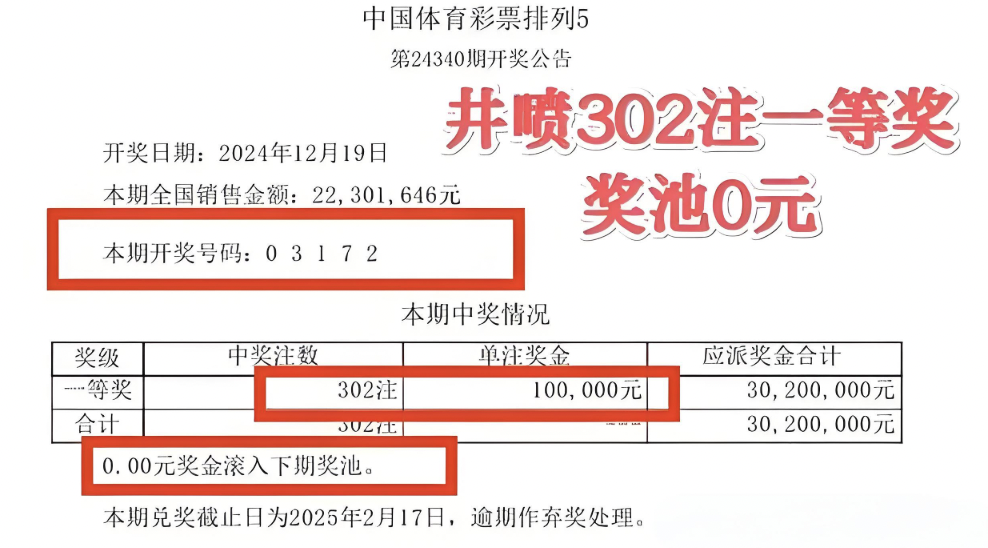 中国体育彩票排列5
第24340期开奖公告
井喷302注一等奖
奖池0元
开奖日期：2024年12月19日
本期全国销售金额：22,301,646元
本期开奖号码：0 3 1 7 2
本期中奖情况
奖级 中奖注数 单注奖金 应派奖金合计
一等奖 302注 100,000元 30,200,000元
合计 302注 30,200,000元
0.00元奖金滚入下期奖池。
本期兑奖截止日为2025年2月17日，逾期作弃奖处理。